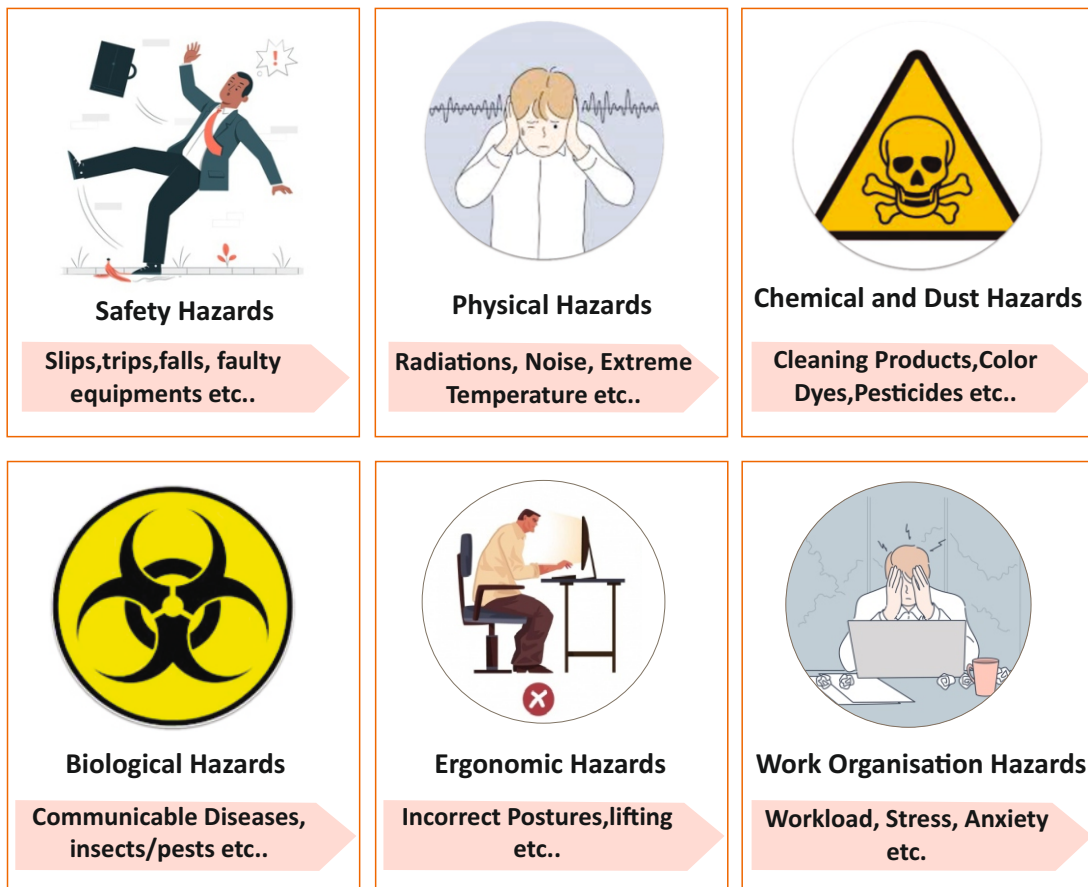 Safety Hazards
Slips,trips,falls, faulty
equipments etc..
Physical Hazards
Radiations, Noise, Extreme
Temperature etc..
Chemical and Dust Hazards
Cleaning Products,Color
Dyes,Pesticides etc..
Biological Hazards
Communicable Diseases,
insects/pests etc..
Ergonomic Hazards
Incorrect Postures,lifting
etc..
Work Organisation Hazards
Workload, Stress, Anxiety
etc.